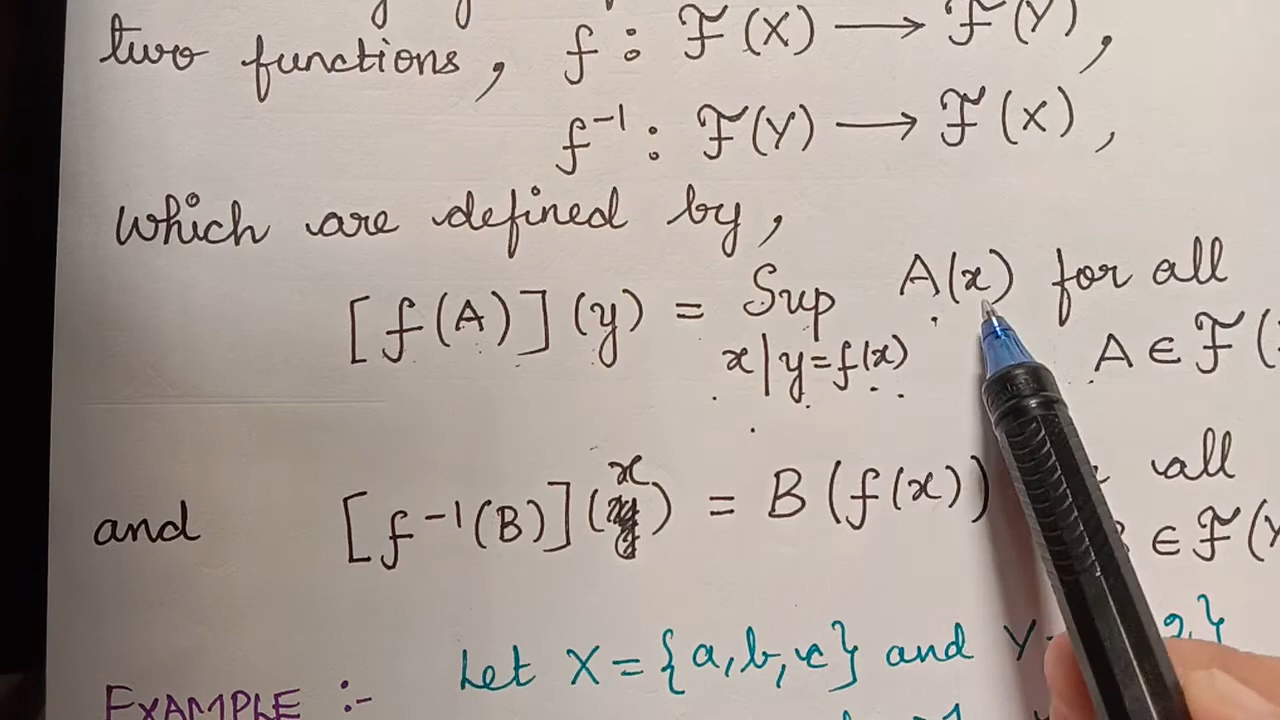 two functions, f : F(X) ⟶ F(Y),
f⁻¹ : F(Y) ⟶ F(X),
which are defined by,
[f(A)](y) = Sup A(x) for all
x|y=f(x) A ∈ F(
and [f⁻¹(B)](x) = B(f(x)) all
∈ F(Y
Let X = {a,b,c} and Y
EXAMPLE :-